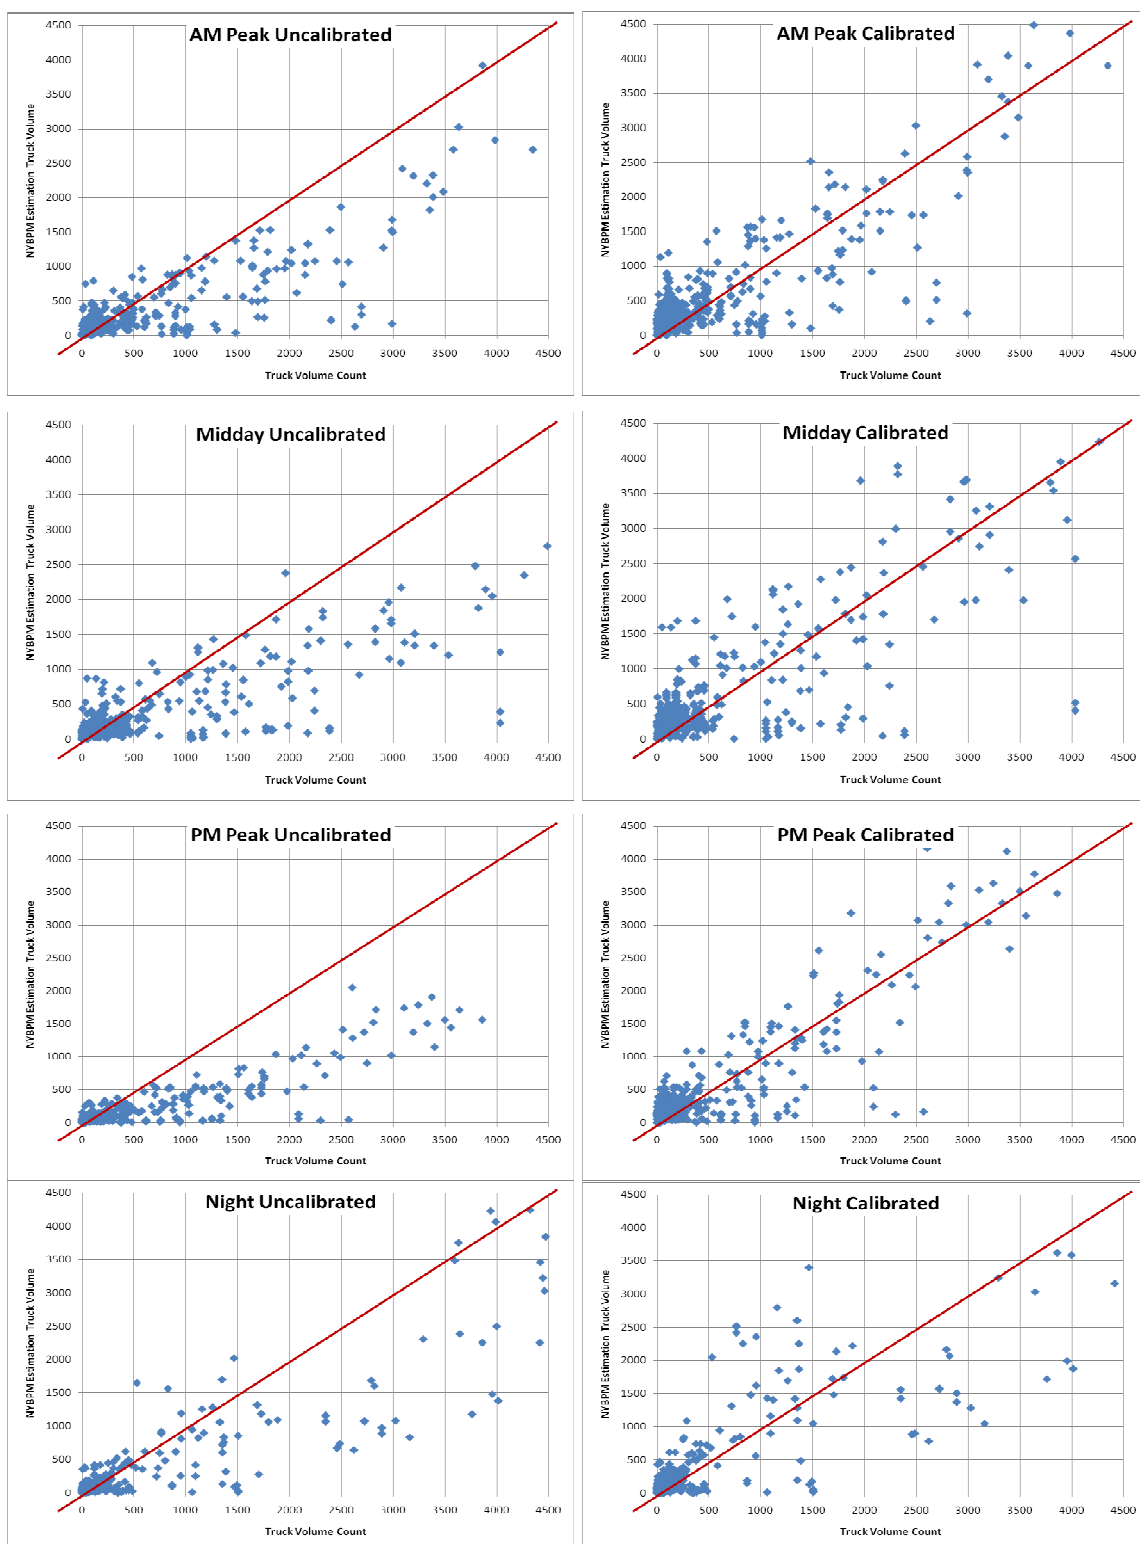 AM Peak Uncalibrated
NYBPM Estimation Truck Volume
4500
4000
3500
3000
2500
2000
1500
1000
500
0
0 500 1000 1500 2000 2500 3000 3500 4000 4500
Truck Volume Count
AM Peak Calibrated
NYBPM Estimation Truck Volume
4500
4000
3500
3000
2500
2000
1500
1000
500
0
0 500 1000 1500 2000 2500 3000 3500 4000 4500
Truck Volume Count
Midday Uncalibrated
NYBPM Estimation Truck Volume
4500
4000
3500
3000
2500
2000
1500
1000
500
0
0 500 1000 1500 2000 2500 3000 3500 4000 4500
Truck Volume Count
Midday Calibrated
NYBPM Estimation Truck Volume
4500
4000
3500
3000
2500
2000
1500
1000
500
0
0 500 1000 1500 2000 2500 3000 3500 4000 4500
Truck Volume Count
PM Peak Uncalibrated
NYBPM Estimation Truck Volume
4500
4000
3500
3000
2500
2000
1500
1000
500
0
0 500 1000 1500 2000 2500 3000 3500 4000 4500
Truck Volume Count
PM Peak Calibrated
NYBPM Estimation Truck Volume
4500
4000
3500
3000
2500
2000
1500
1000
500
0
0 500 1000 1500 2000 2500 3000 3500 4000 4500
Truck Volume Count
Night Uncalibrated
NYBPM Estimation Truck Volume
4500
4000
3500
3000
2500
2000
1500
1000
500
0
0 500 1000 1500 2000 2500 3000 3500 4000 4500
Truck Volume Count
Night Calibrated
NYBPM Estimation Truck Volume
4500
4000
3500
3000
2500
2000
1500
1000
500
0
0 500 1000 1500 2000 2500 3000 3500 4000 4500
Truck Volume Count